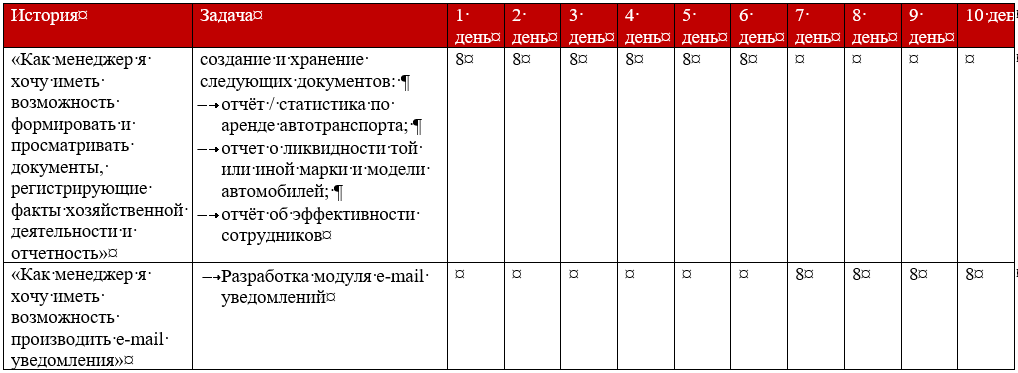 История¤ Задача¤ 1· день¤ 2· день¤ 3· день¤ 4· день¤ 5· день¤ 6· день¤ 7· день¤ 8· день¤ 9· день¤ 10·ден
«Как·менеджер·я·
хочу·иметь·
возможность·
формировать·и·
просматривать·
документы,·
регистрирующие·
факты·хозяйственной·
деятельности·и·
отчетность»¤
создание·и·хранение·
следующих·документов:·¶
отчёт·/·статистика·по·
аренде·автотранспорта;·¶
отчет·о·ликвидности·той·
или·иной·марки·и·модели·
автомобилей;·¶
отчёт·об·эффективности·
сотрудников¤
8¤ 8¤ 8¤ 8¤ 8¤ 8¤ ¤ ¤ ¤ ¤
«Как·менеджер·я·
хочу·иметь·
возможность·
производить·e-mail·
уведомления»¤
Разработка·модуля·e-mail·
уведомлений¤
¤ ¤ ¤ ¤ ¤ ¤ 8¤ 8¤ 8¤ 8¤